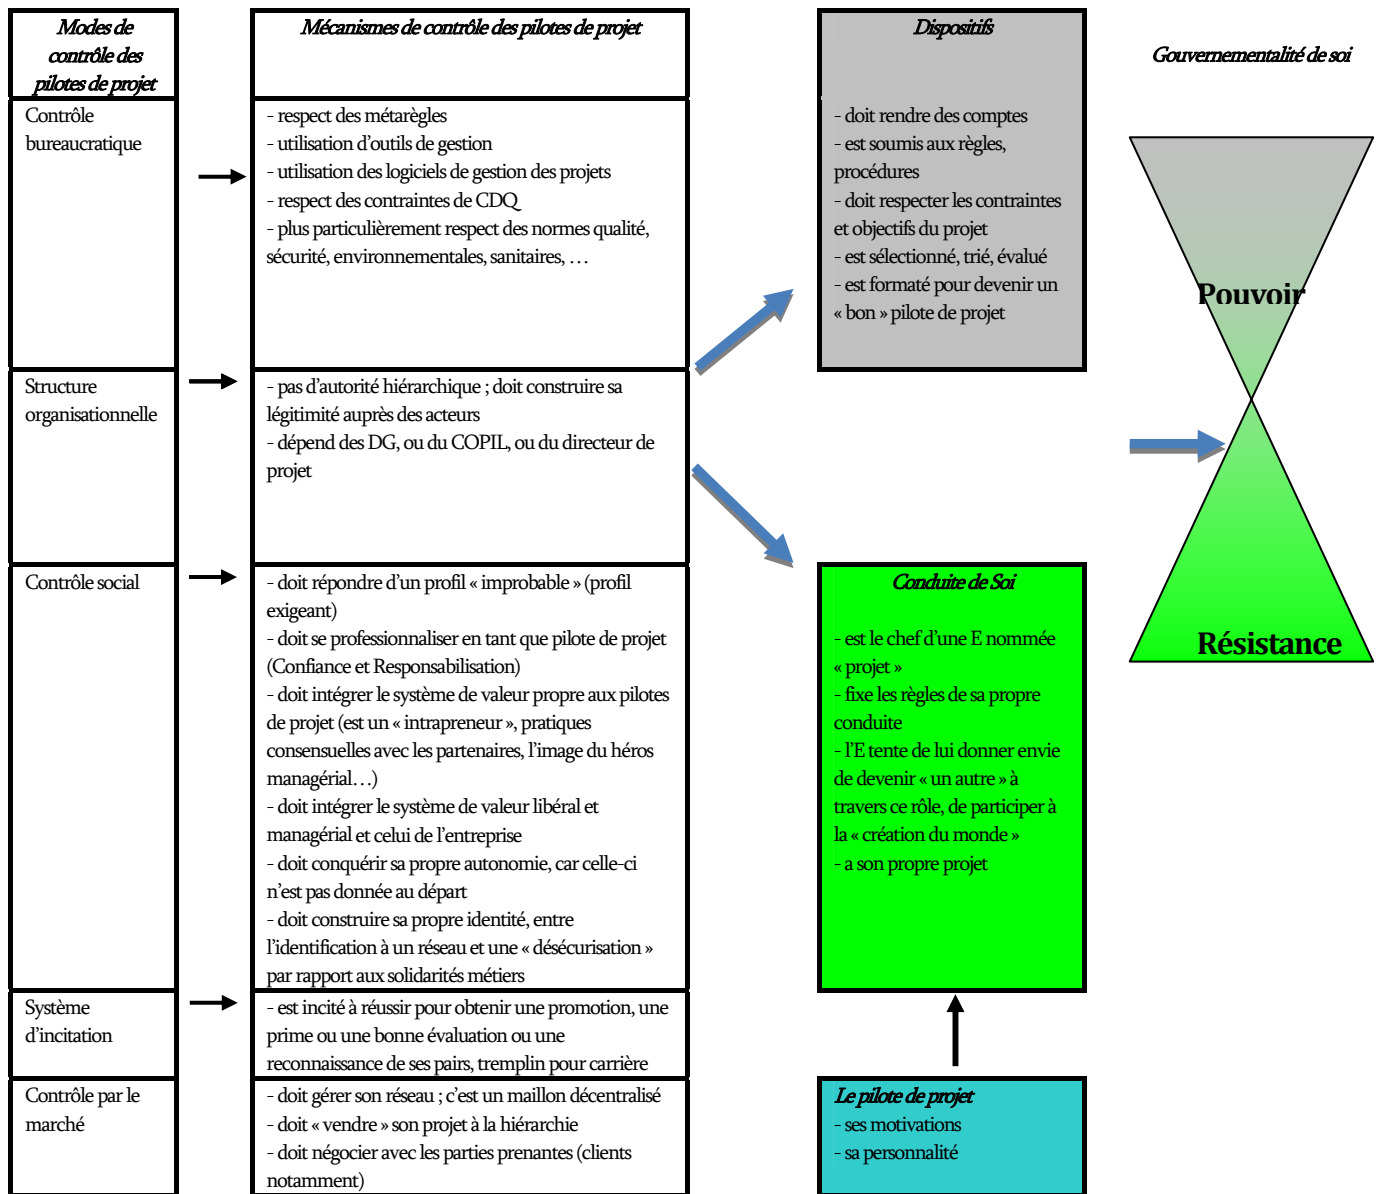 Modes de
contrôle des
pilotes de projet
Mécanismes de contrôle des pilotes de projet
Dispositifs
Gouvernementalité de soi
Contrôle
bureaucratique
- respect des métarègles
- utilisation d’outils de gestion
- utilisation des logiciels de gestion des projets
- respect des contraintes de CDQ
- plus particulièrement respect des normes qualité,
sécurité, environnementales, sanitaires, …
- doit rendre des comptes
- est soumis aux règles,
procédures
- doit respecter les contraintes
et objectifs du projet
- est sélectionné, trié, évalué
- est formaté pour devenir un
« bon » pilote de projet
Pouvoir
Structure
organisationnelle
- pas d’autorité hiérarchique ; doit construire sa
légitimité auprès des acteurs
- dépend des DG, ou du COPIL, ou du directeur de
projet
Contrôle social
- doit répondre d’un profil « improbable » (profil
exigeant)
- doit se professionnaliser en tant que pilote de projet
(Confiance et Responsabilisation)
- doit intégrer le système de valeur propre aux pilotes
de projet (est un « intrapreneur », pratiques
consensuelles avec les partenaires, l’image du héros
managérial…)
- doit intégrer le système de valeur libéral et
managérial et celui de l’entreprise
- doit conquérir sa propre autonomie, car celle-ci
n’est pas donnée au départ
- doit construire sa propre identité, entre
l’identification à un réseau et une « désécurisation »
par rapport aux solidarités métiers
Conduite de Soi
- est le chef d’une E nommée
« projet »
- fixe les règles de sa propre
conduite
- l’E tente de lui donner envie
de devenir « un autre » à
travers ce rôle, de participer à
la « création du monde »
- a son propre projet
Résistance
Système
d’incitation
- est incité à réussir pour obtenir une promotion, une
prime ou une bonne évaluation ou une
reconnaissance de ses pairs, tremplin pour carrière
Contrôle par le
marché
- doit gérer son réseau ; c’est un maillon décentralisé
- doit « vendre » son projet à la hiérarchie
- doit négocier avec les parties prenantes (clients
notamment)
Le pilote de projet
- ses motivations
- sa personnalité